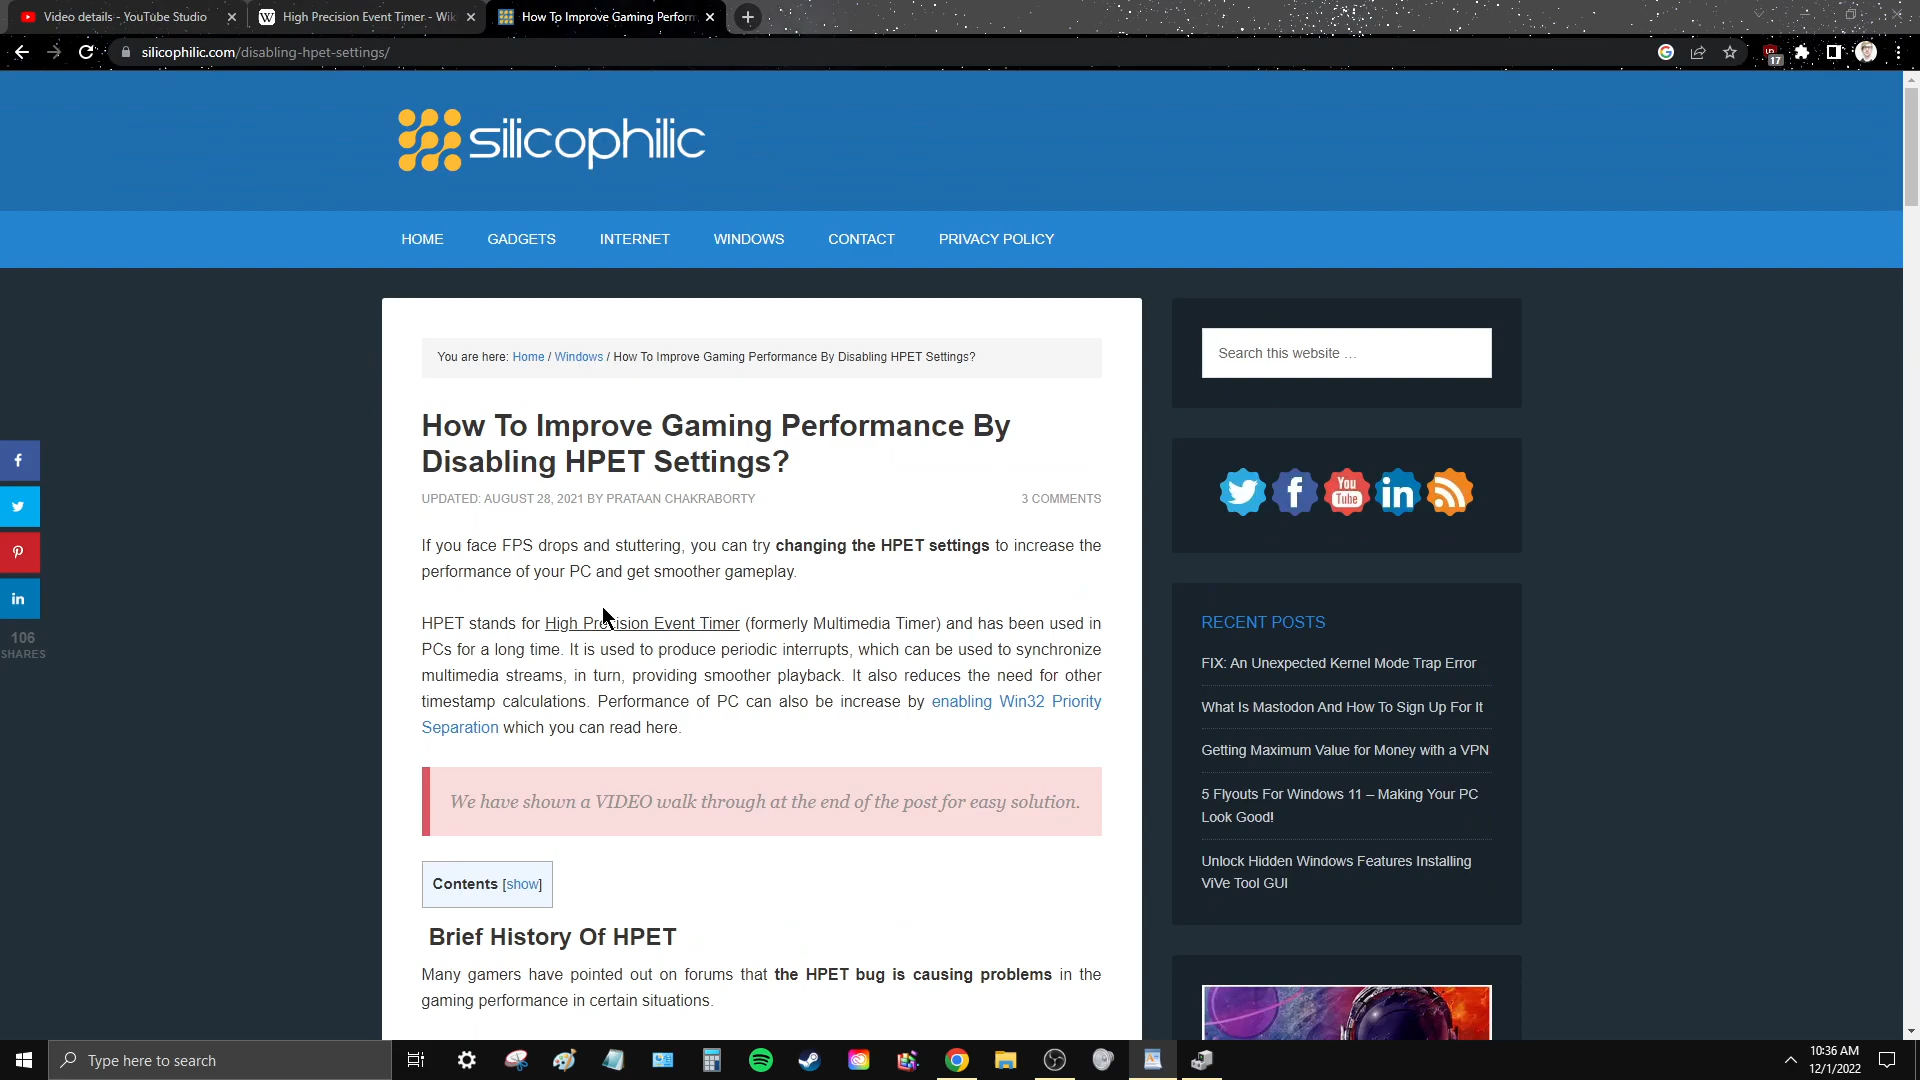 Video details - YouTube Studio
High Precision Event Timer - Wik
How To Improve Gaming Perform
silicophilic.com/disabling-hpet-settings/
17
silicophilic
HOME
GADGETS
INTERNET
WINDOWS
CONTACT
PRIVACY POLICY
You are here: Home / Windows / How To Improve Gaming Performance By Disabling HPET Settings?
How To Improve Gaming Performance By
Disabling HPET Settings?
UPDATED: AUGUST 28, 2021 BY PRATAAN CHAKRABORTY
3 COMMENTS
If you face FPS drops and stuttering, you can try changing the HPET settings to increase the
performance of your PC and get smoother gameplay.
HPET stands for High Precision Event Timer (formerly Multimedia Timer) and has been used in
PCs for a long time. It is used to produce periodic interrupts, which can be used to synchronize
multimedia streams, in turn, providing smoother playback. It also reduces the need for other
timestamp calculations. Performance of PC can also be increase by enabling Win32 Priority
Separation which you can read here.
We have shown a VIDEO walk through at the end of the post for easy solution.
Contents [show]
Brief History Of HPET
Many gamers have pointed out on forums that the HPET bug is causing problems in the
gaming performance in certain situations.
106
SHARES
Search this website …
You
Tube
in
RECENT POSTS
FIX: An Unexpected Kernel Mode Trap Error
What Is Mastodon And How To Sign Up For It
Getting Maximum Value for Money with a VPN
5 Flyouts For Windows 11 – Making Your PC
Look Good!
Unlock Hidden Windows Features Installing
ViVe Tool GUI
Type here to search
10:36 AM
12/1/2022